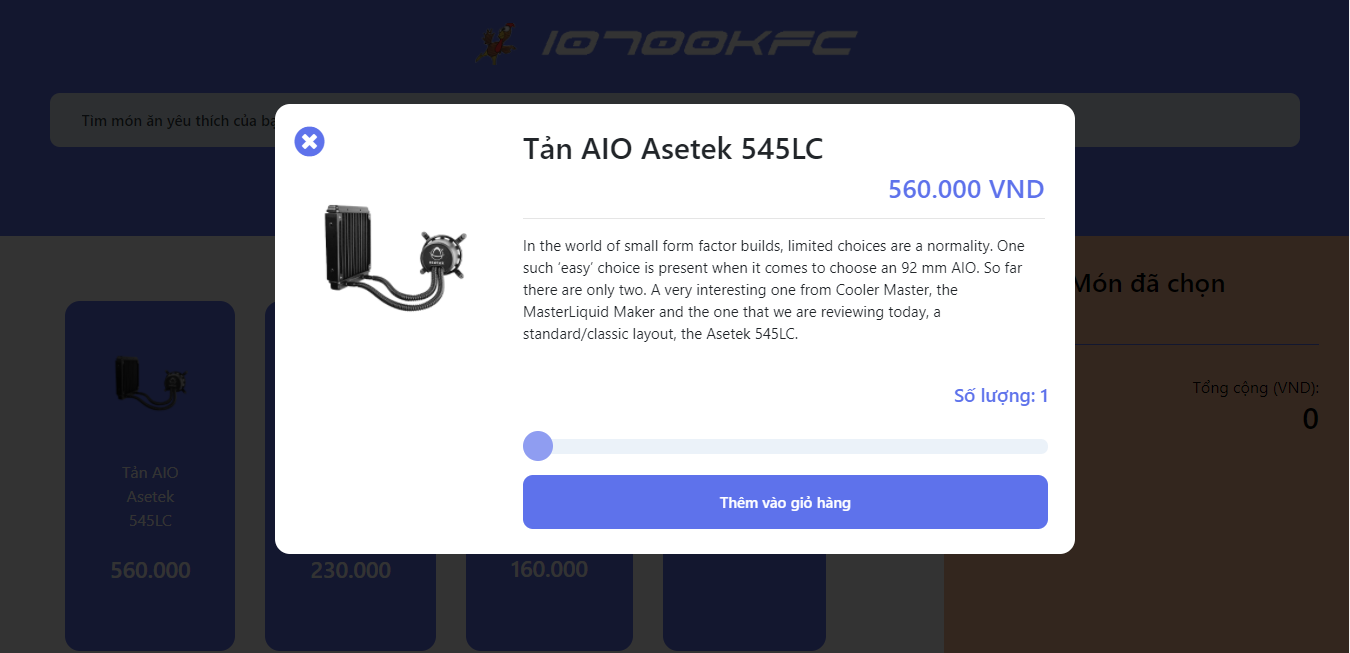 10700KFC
Tìm món ăn yêu thích của bạ
Tản AIO Asetek 545LC
560.000 VND
In the world of small form factor builds, limited choices are a normality. One
such ‘easy’ choice is present when it comes to choose an 92 mm AIO. So far
there are only two. A very interesting one from Cooler Master, the
MasterLiquid Maker and the one that we are reviewing today, a
standard/classic layout, the Asetek 545LC.
Số lượng: 1
Thêm vào giỏ hàng
Món đã chọn
Tổng cộng (VND):
0
Tản AIO
Asetek
545LC
560.000
230.000
160.000